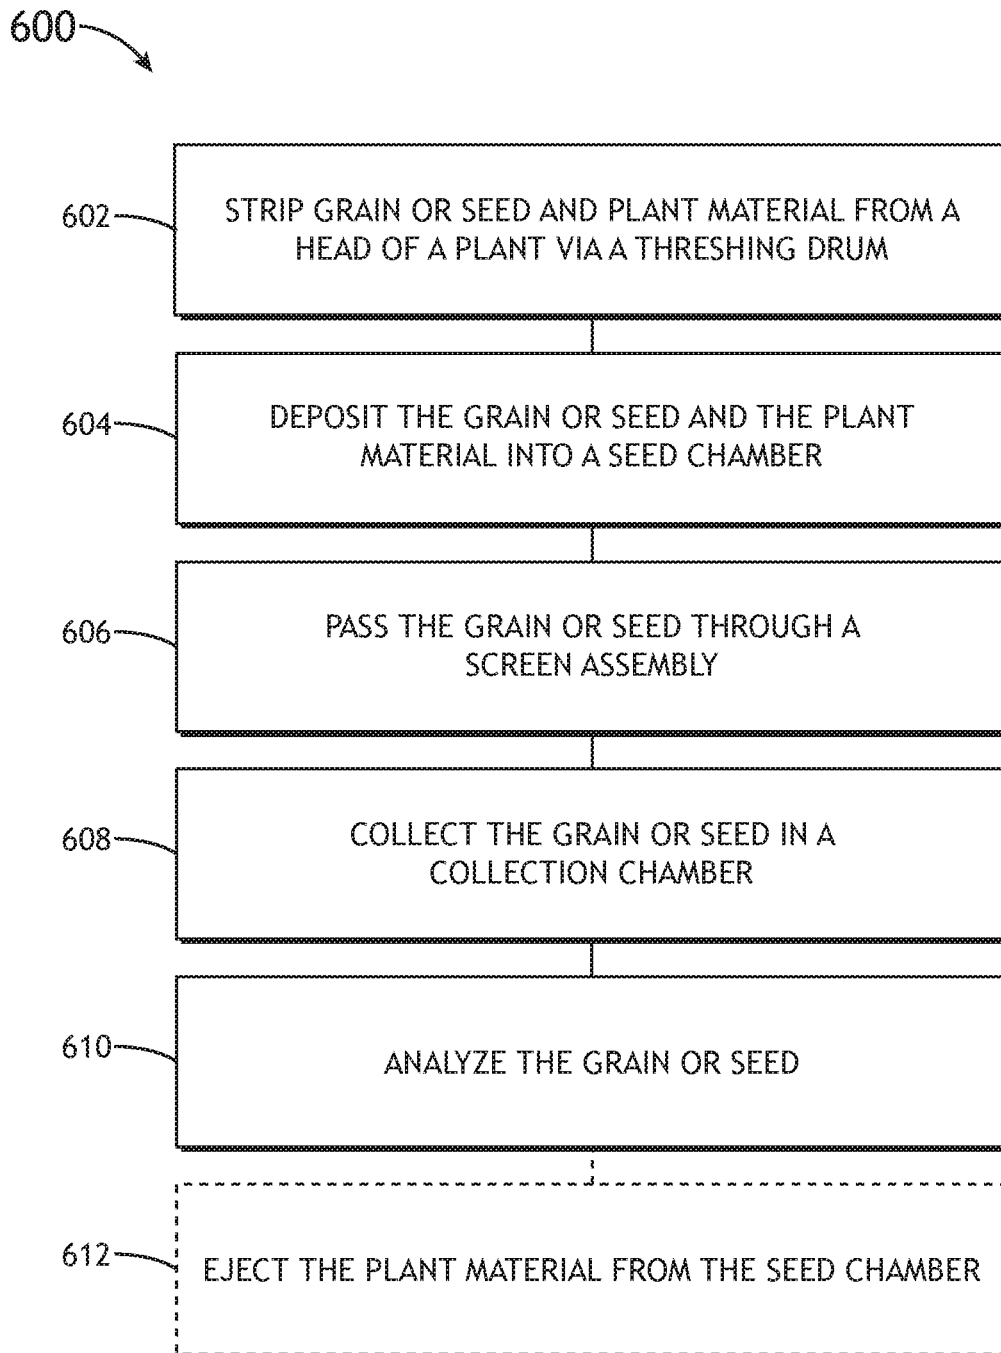 600
602
STRIP GRAIN OR SEED AND PLANT MATERIAL FROM A
HEAD OF A PLANT VIA A THRESHING DRUM
604
DEPOSIT THE GRAIN OR SEED AND THE PLANT
MATERIAL INTO A SEED CHAMBER
606
PASS THE GRAIN OR SEED THROUGH A
SCREEN ASSEMBLY
608
COLLECT THE GRAIN OR SEED IN A
COLLECTION CHAMBER
610
ANALYZE THE GRAIN OR SEED
612
EJECT THE PLANT MATERIAL FROM THE SEED CHAMBER